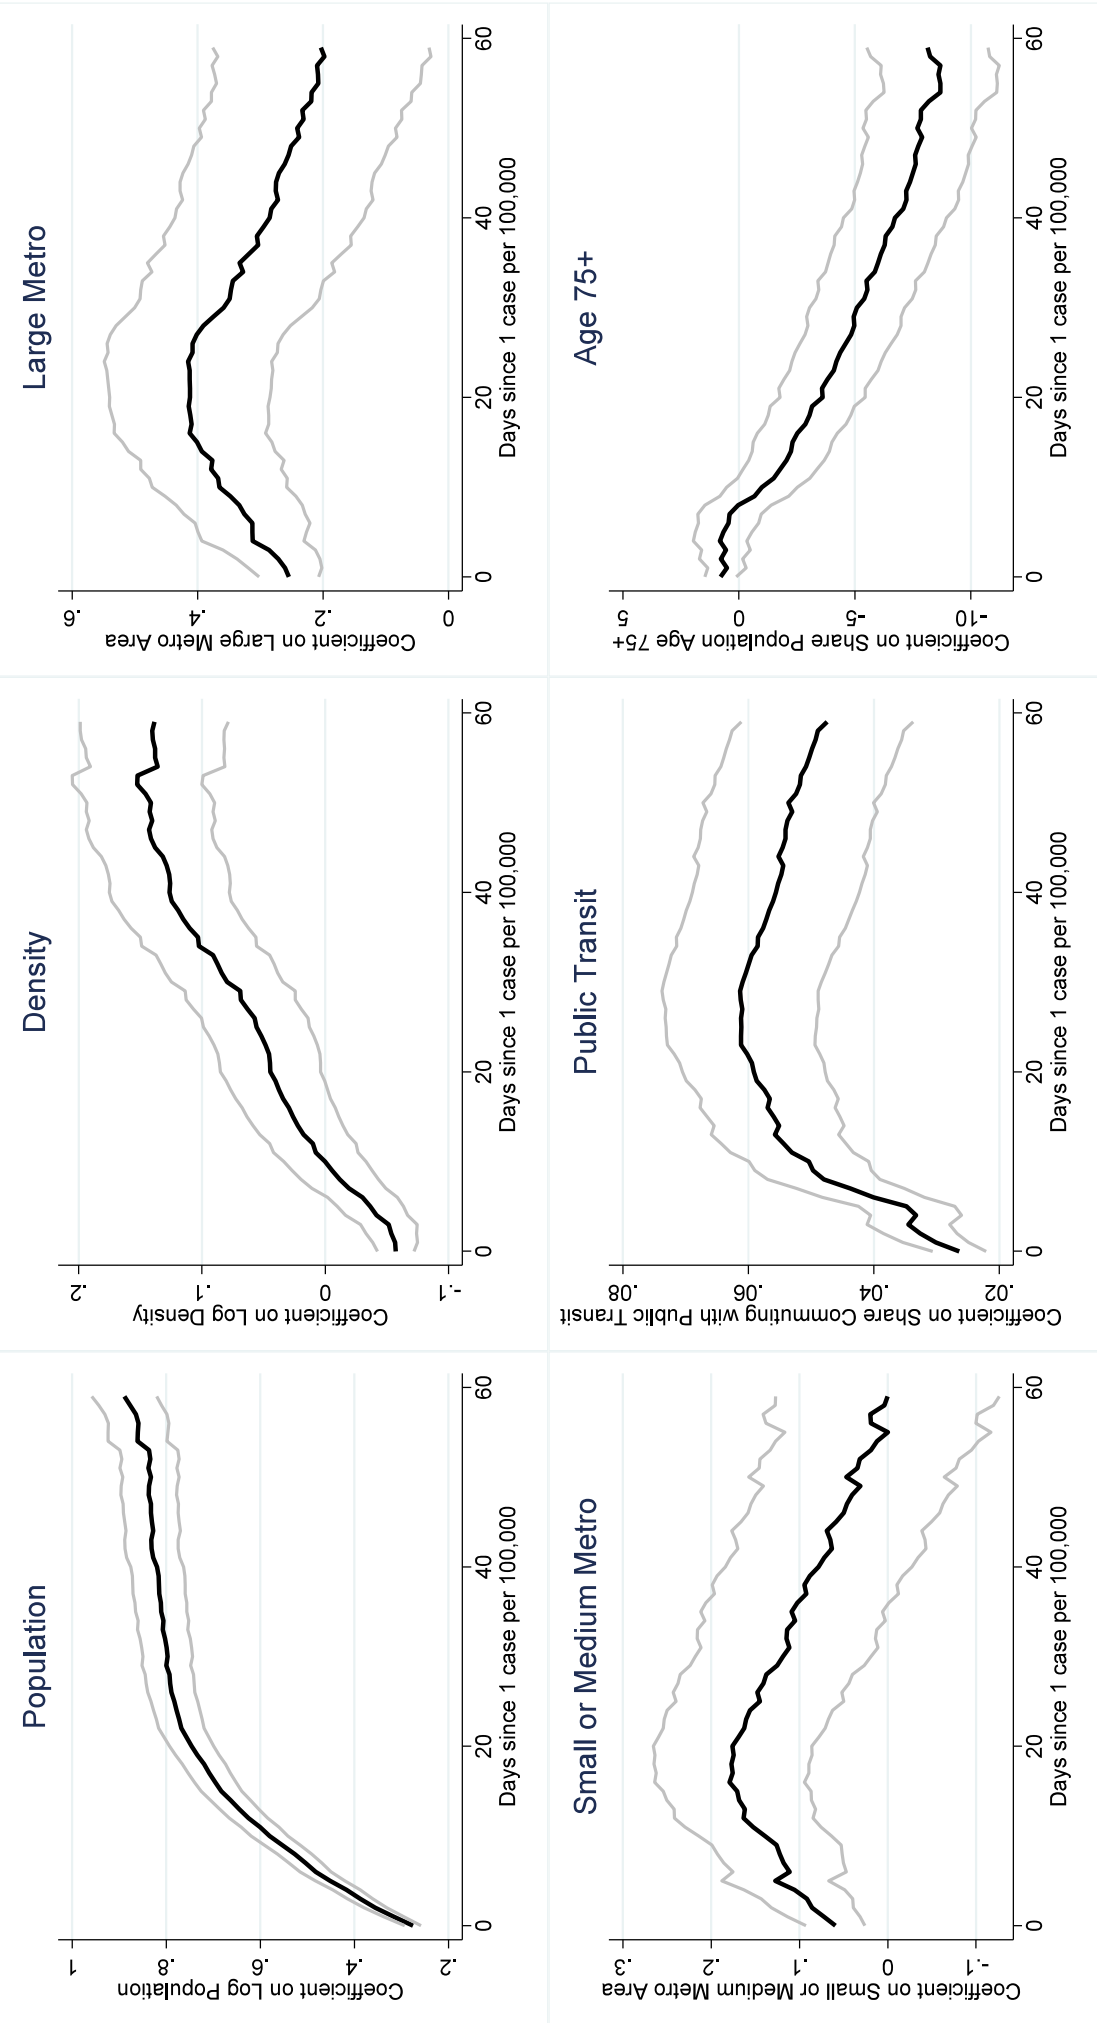 Population
Coefficient on Log Population
1
.8
.6
.4
.2
0
20
40
60
Days since 1 case per 100,000
Density
Coefficient on Log Density
.2
.1
0
-.1
0
20
40
60
Days since 1 case per 100,000
Large Metro
Coefficient on Large Metro Area
.6
.4
.2
0
0
20
40
60
Days since 1 case per 100,000
Small or Medium Metro
Coefficient on Small or Medium Metro Area
.3
.2
.1
0
-.1
0
20
40
60
Days since 1 case per 100,000
Public Transit
Coefficient on Share Commuting with Public Transit
.08
.06
.04
.02
0
20
40
60
Days since 1 case per 100,000
Age 75+
Coefficient on Share Population Age 75+
5
0
-5
-10
0
20
40
60
Days since 1 case per 100,000